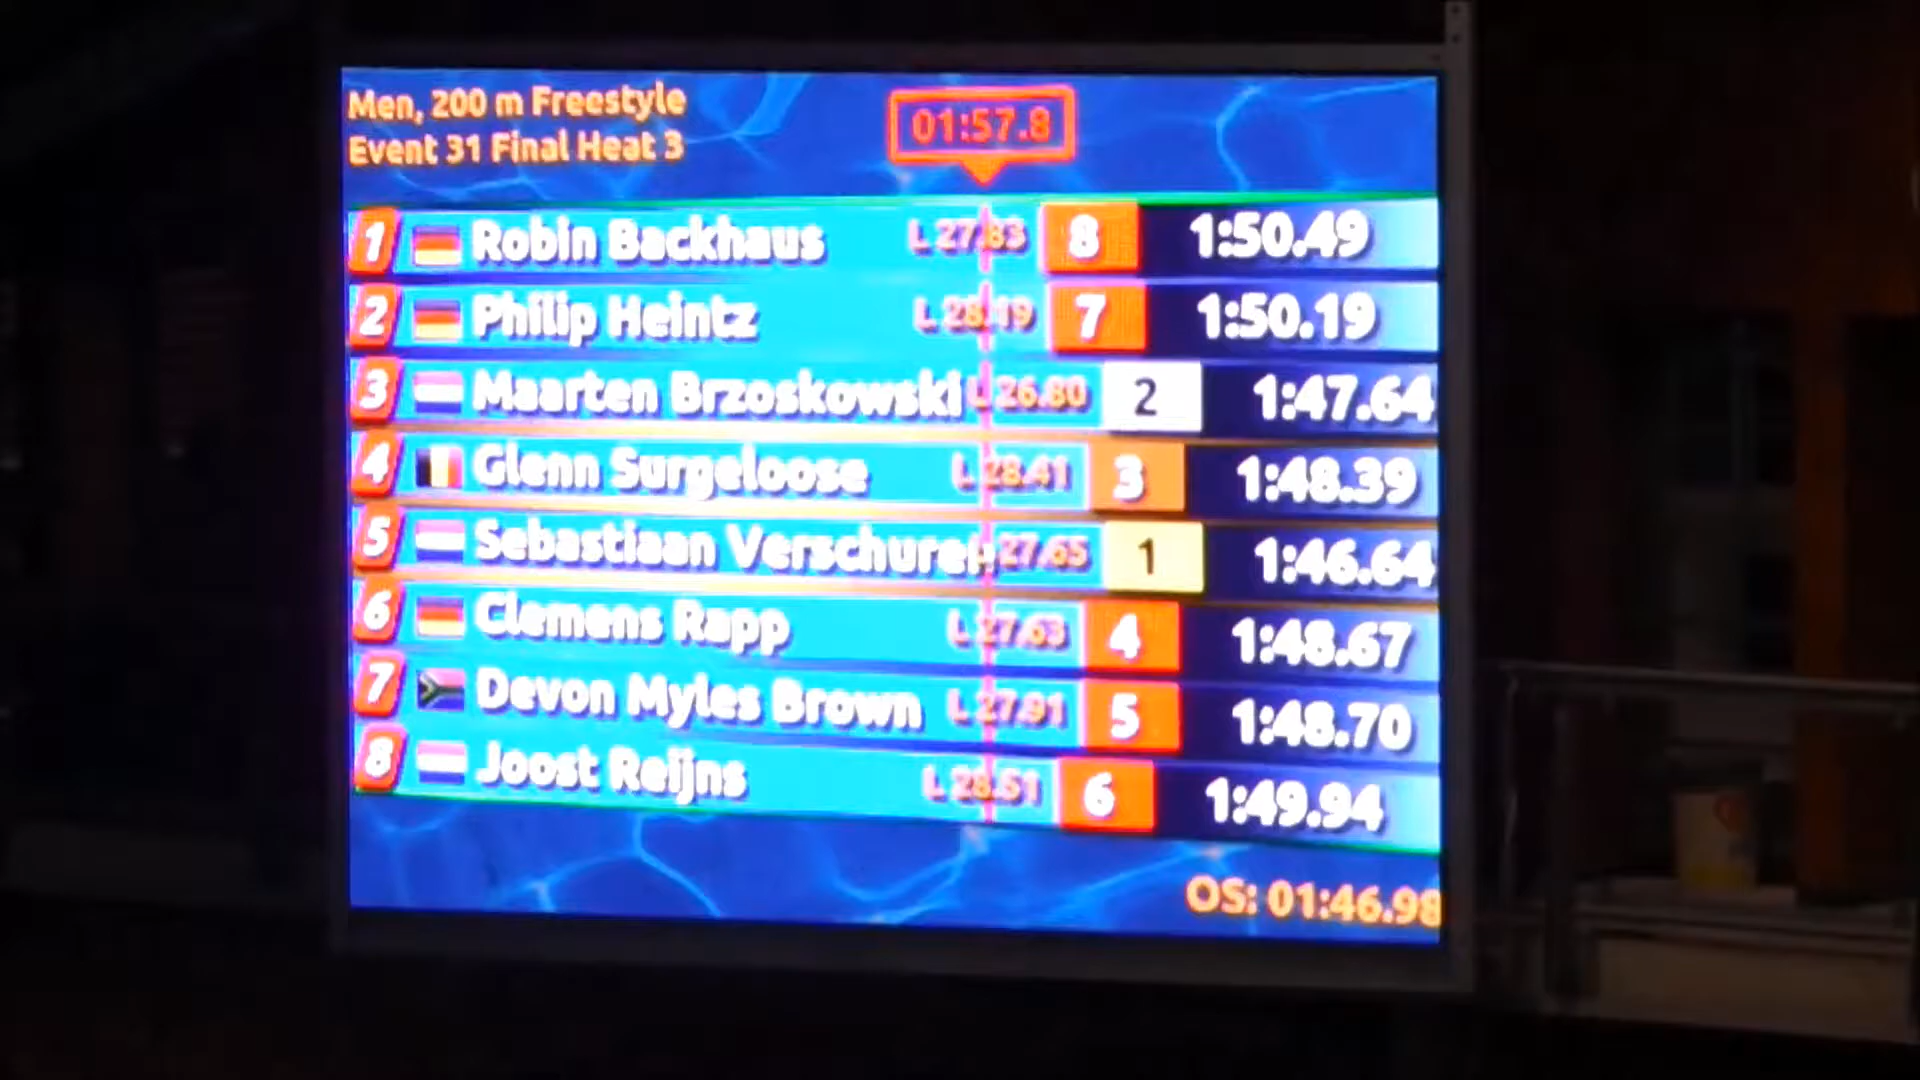 Men, 200 m Freestyle
Event 31 Final Heat 3
01:57.8
1 Robin Backhaus L 27.83 8 1:50.49
2 Philip Heintz L 28.19 7 1:50.19
3 Maarten Brzoskowski L 26.80 2 1:47.64
4 Glenn Surgeloose L 28.41 3 1:48.39
5 Sebastiaan Verschuren 27.65 1 1:46.64
6 Clemens Rapp L 27.63 4 1:48.67
7 Devon Myles Brown L 27.91 5 1:48.70
8 Joost Reijns L 28.51 6 1:49.94
OS: 01:46.98